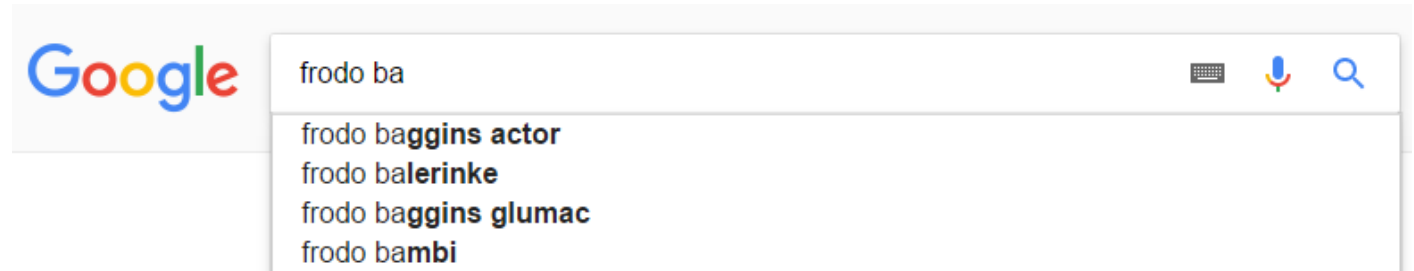 Google
frodo ba
frodo baggins actor
frodo balerinke
frodo baggins glumac
frodo bambi